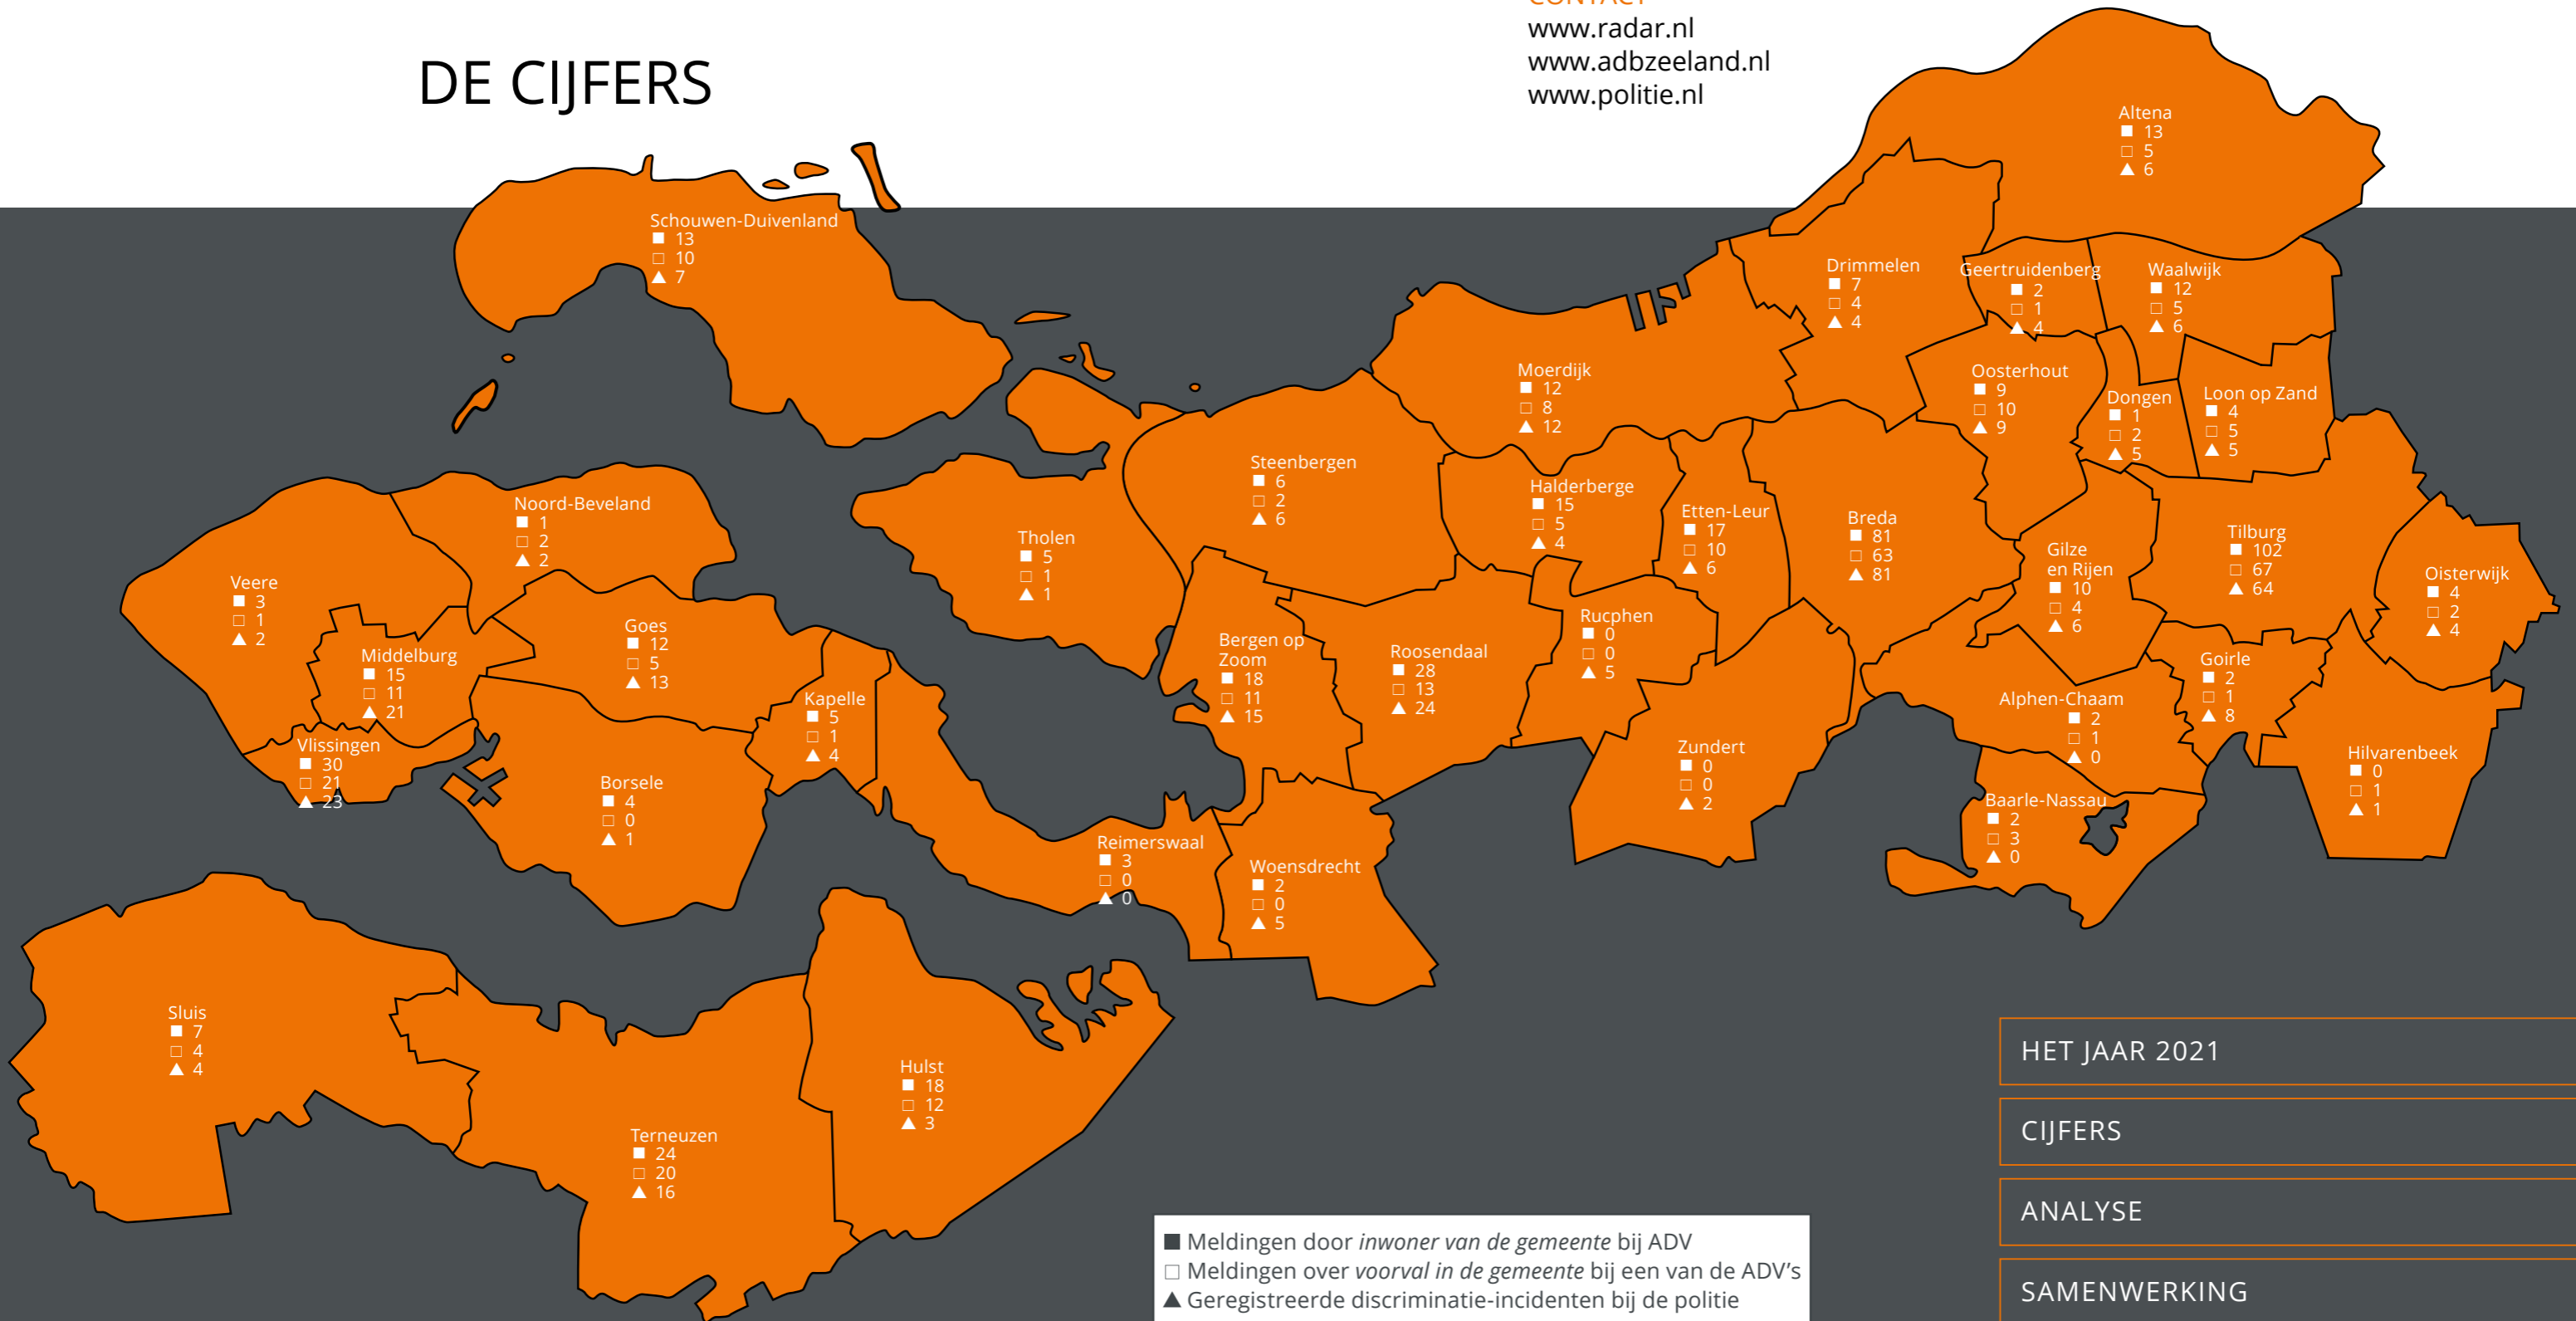 CONTACT
www.radar.nl
www.adbzeeland.nl
www.politie.nl
DE CIJFERS
Altena
■ 13
□ 5
▲ 6
Schouwen-Duivenland
■ 13
□ 10
▲ 7
Drimmelen
■ 7
□ 4
▲ 4
Geertruidenberg
■ 2
□ 1
▲ 4
Waalwijk
■ 12
□ 5
▲ 6
Moerdijk
■ 12
□ 8
▲ 12
Oosterhout
■ 9
□ 10
▲ 9
Dongen
■ 1
□ 2
▲ 5
Loon op Zand
■ 4
□ 5
▲ 5
Steenbergen
■ 6
□ 2
▲ 6
Halderberge
■ 15
□ 5
▲ 4
Etten-Leur
■ 17
□ 10
▲ 6
Breda
■ 81
□ 63
▲ 81
Gilze
en Rijen
■ 10
□ 4
▲ 6
Tilburg
■ 102
□ 67
▲ 64
Oisterwijk
■ 4
□ 2
▲ 4
Noord-Beveland
■ 1
□ 2
▲ 2
Tholen
■ 5
□ 1
▲ 1
Veere
■ 3
□ 1
▲ 2
Middelburg
■ 15
□ 11
▲ 21
Goes
■ 12
□ 5
▲ 13
Kapelle
■ 5
□ 1
▲ 4
Bergen op
Zoom
■ 18
□ 11
▲ 15
Roosendaal
■ 28
□ 13
▲ 24
Rucphen
■ 0
□ 0
▲ 5
Goirle
■ 2
□ 1
▲ 8
Alphen-Chaam
■ 2
□ 1
▲ 0
Vlissingen
■ 30
□ 21
▲ 23
Borsele
■ 4
□ 0
▲ 1
Zundert
■ 0
□ 0
▲ 2
Hilvarenbeek
■ 0
□ 1
▲ 1
Baarle-Nassau
■ 2
□ 3
▲ 0
Reimerswaal
■ 3
□ 0
▲ 0
Woensdrecht
■ 2
□ 0
▲ 5
Sluis
■ 7
□ 4
▲ 4
Hulst
■ 18
□ 12
▲ 3
Terneuzen
■ 24
□ 20
▲ 16
■ Meldingen door inwoner van de gemeente bij ADV
□ Meldingen over voorval in de gemeente bij een van de ADV's
▲ Geregistreerde discriminatie-incidenten bij de politie
HET JAAR 2021
CIJFERS
ANALYSE
SAMENWERKING